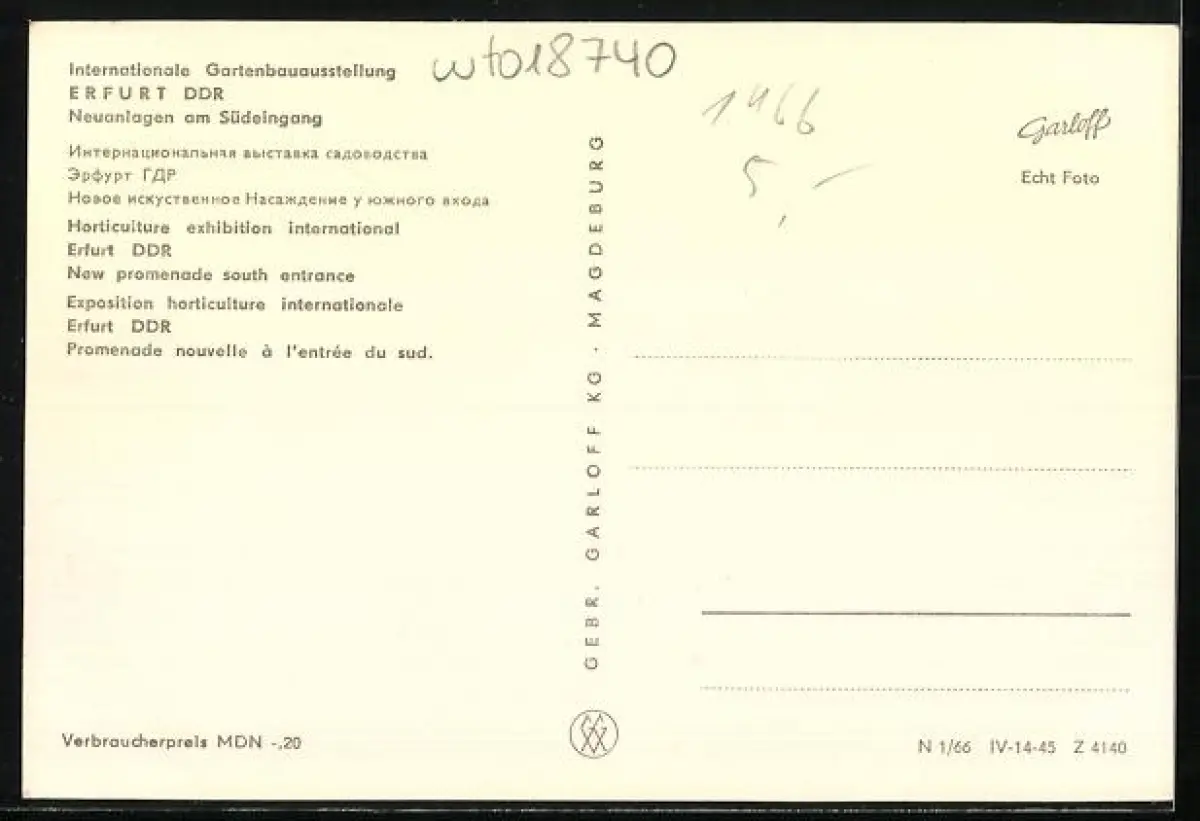 Internationale Gartenbauausstellung
ERFURT DDR
Neuanlagen am Südeingang
Интернациональная выставка садоводства
Эрфурт ГДР
Новое искуственное Насаждение у южного входа
Horticulture exhibition international
Erfurt DDR
New promenade south entrance
Exposition horticulture internationale
Erfurt DDR
Promenade nouvelle à l'entrée du sud.
Verbraucherpreis MDN -,20
wto18740
GEBR. GARLOFF KG · MAGDEBURG
5,-
Garloff
Echt Foto
N 1/66 IV-14-45 Z 4140